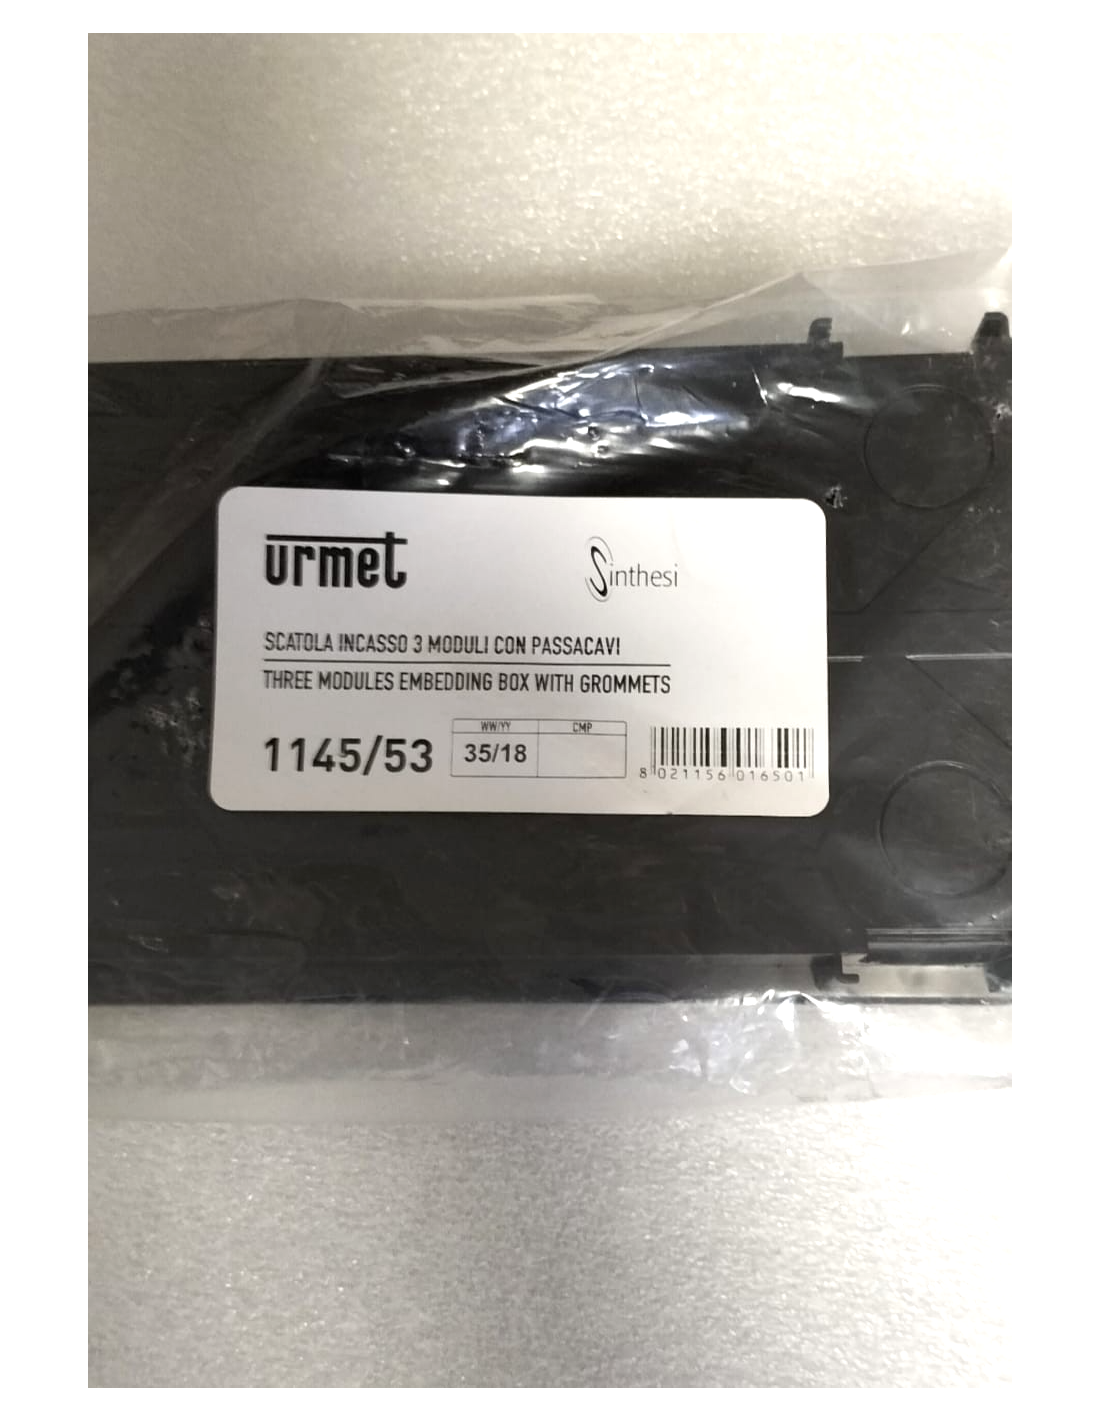 urmet
Sinthesi
SCATOLA INCASSO 3 MODULI CON PASSACAVI
THREE MODULES EMBEDDING BOX WITH GROMMETS
WW/YY CMP
1145/53 35/18
8 021156 016501